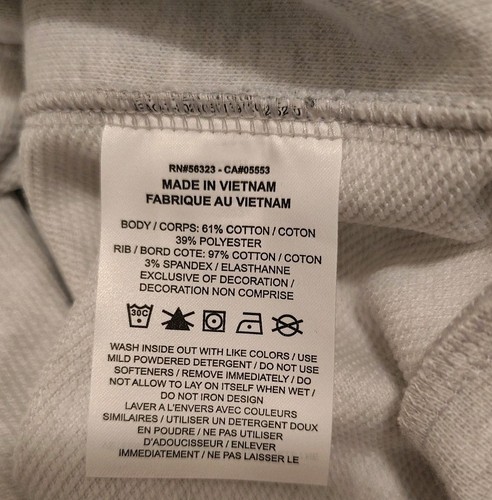 RN#56323 - CA#05553
MADE IN VIETNAM
FABRIQUE AU VIETNAM
BODY / CORPS: 61% COTTON / COTON
39% POLYESTER
RIB / BORD COTE: 97% COTTON / COTON
3% SPANDEX / ELASTHANNE
EXCLUSIVE OF DECORATION /
DECORATION NON COMPRISE
30C
WASH INSIDE OUT WITH LIKE COLORS / USE
MILD POWDERED DETERGENT / DO NOT USE
SOFTENERS / REMOVE IMMEDIATELY / DO
NOT ALLOW TO LAY ON ITSELF WHEN WET /
DO NOT IRON DESIGN
LAVER A L'ENVERS AVEC COULEURS
SIMILAIRES / UTILISER UN DETERGENT DOUX
EN POUDRE / NE PAS UTILISER
D'ADOUCISSEUR / ENLEVER
IMMEDIATEMENT / NE PAS LAISSER LE